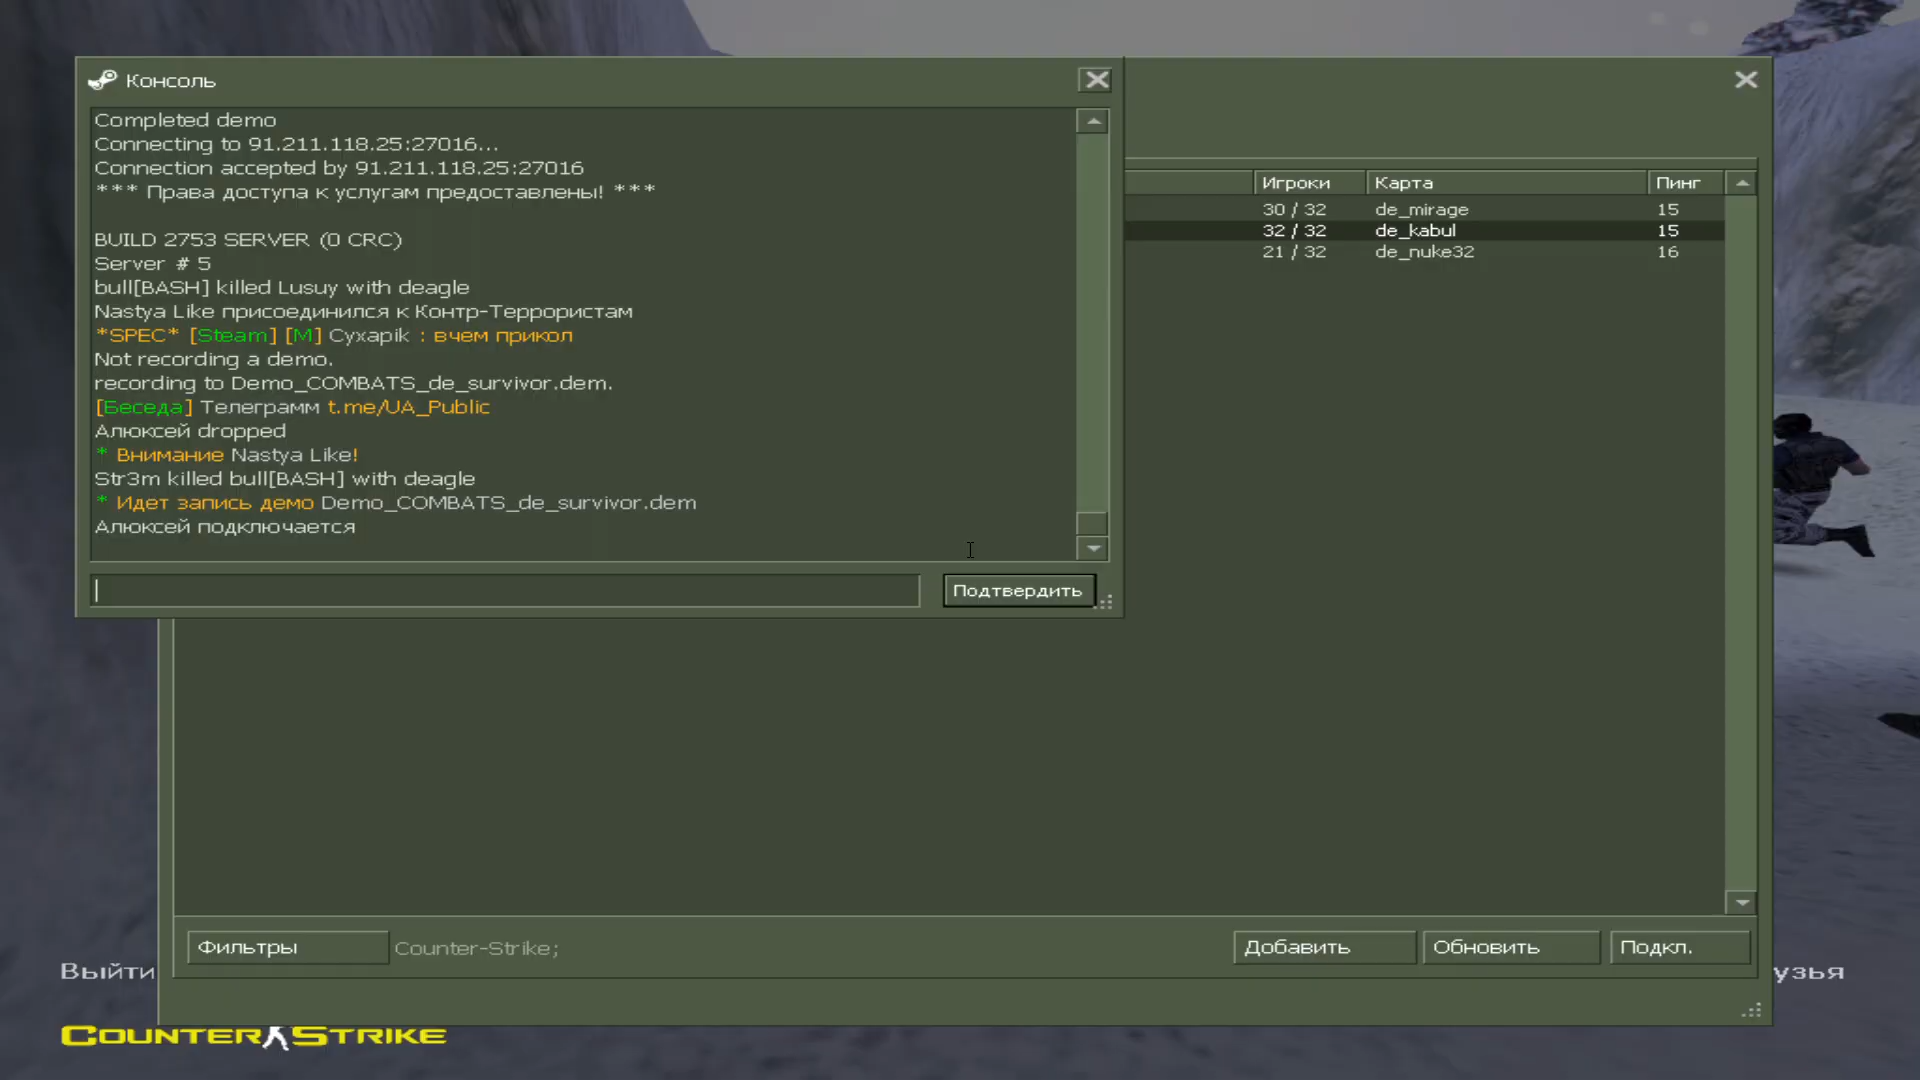 Консоль
Completed demo
Connecting to 91.211.118.25:27016...
Connection accepted by 91.211.118.25:27016
*** Права доступа к услугам предоставлены! ***
BUILD 2753 SERVER (0 CRC)
Server # 5
bull[BASH] killed Lusuy with deagle
Nastya Like присоединился к Контр-Террористам
*SPEC* [Steam] [M] Cyxapik : вчем прикол
Not recording a demo.
recording to Demo_COMBATS_de_survivor.dem.
[Беседа] Телеграмм t.me/UA_Public
Алюксей dropped
* Внимание Nastya Like!
Str3m killed bull[BASH] with deagle
* Идет запись демо Demo_COMBATS_de_survivor.dem
Алюксей подключается
Подтвердить
Игроки Карта Пинг
30 / 32 de_mirage 15
32 / 32 de_kabul 15
21 / 32 de_nuke32 16
Фильтры Counter-Strike; Добавить Обновить Подкл.
Выйти узья
COUNTER STRIKE